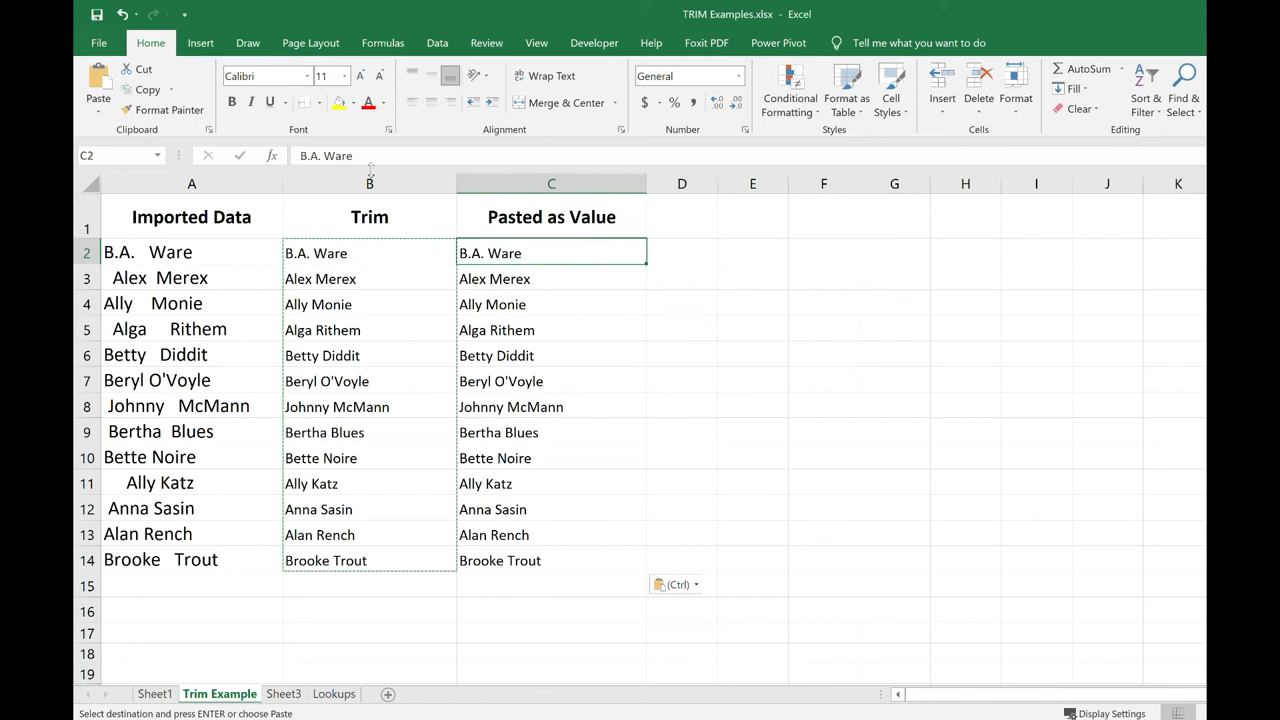 TRIM Examples.xlsx - Excel
File Home Insert Draw Page Layout Formulas Data Review View Developer Help Foxit PDF Power Pivot Tell me what you want to do
Paste
Cut
Copy
Format Painter
Clipboard
Calibri 11 A A
B I U A
Font
Wrap Text
Merge & Center
Alignment
General
$ % ,
Number
Conditional Formatting
Format as Table
Cell Styles
Styles
Insert
Delete
Format
Cells
AutoSum
Fill
Clear
Sort & Filter
Find & Select
Editing
C2 fx B.A. Ware
A B C D E F G H I J K
1 Imported Data Trim Pasted as Value
2 B.A.   Ware B.A. Ware B.A. Ware
3   Alex  Merex Alex Merex Alex Merex
4 Ally    Monie Ally Monie Ally Monie
5   Alga     Rithem Alga Rithem Alga Rithem
6 Betty   Diddit Betty Diddit Betty Diddit
7 Beryl O'Voyle Beryl O'Voyle Beryl O'Voyle
8  Johnny   McMann Johnny McMann Johnny McMann
9  Bertha  Blues Bertha Blues Bertha Blues
10 Bette Noire Bette Noire Bette Noire
11     Ally Katz Ally Katz Ally Katz
12  Anna Sasin Anna Sasin Anna Sasin
13 Alan Rench Alan Rench Alan Rench
14 Brooke   Trout Brooke Trout Brooke Trout
15 (Ctrl)
16
17
18
19
Sheet1 Trim Example Sheet3 Lookups
Select destination and press ENTER or choose Paste Display Settings